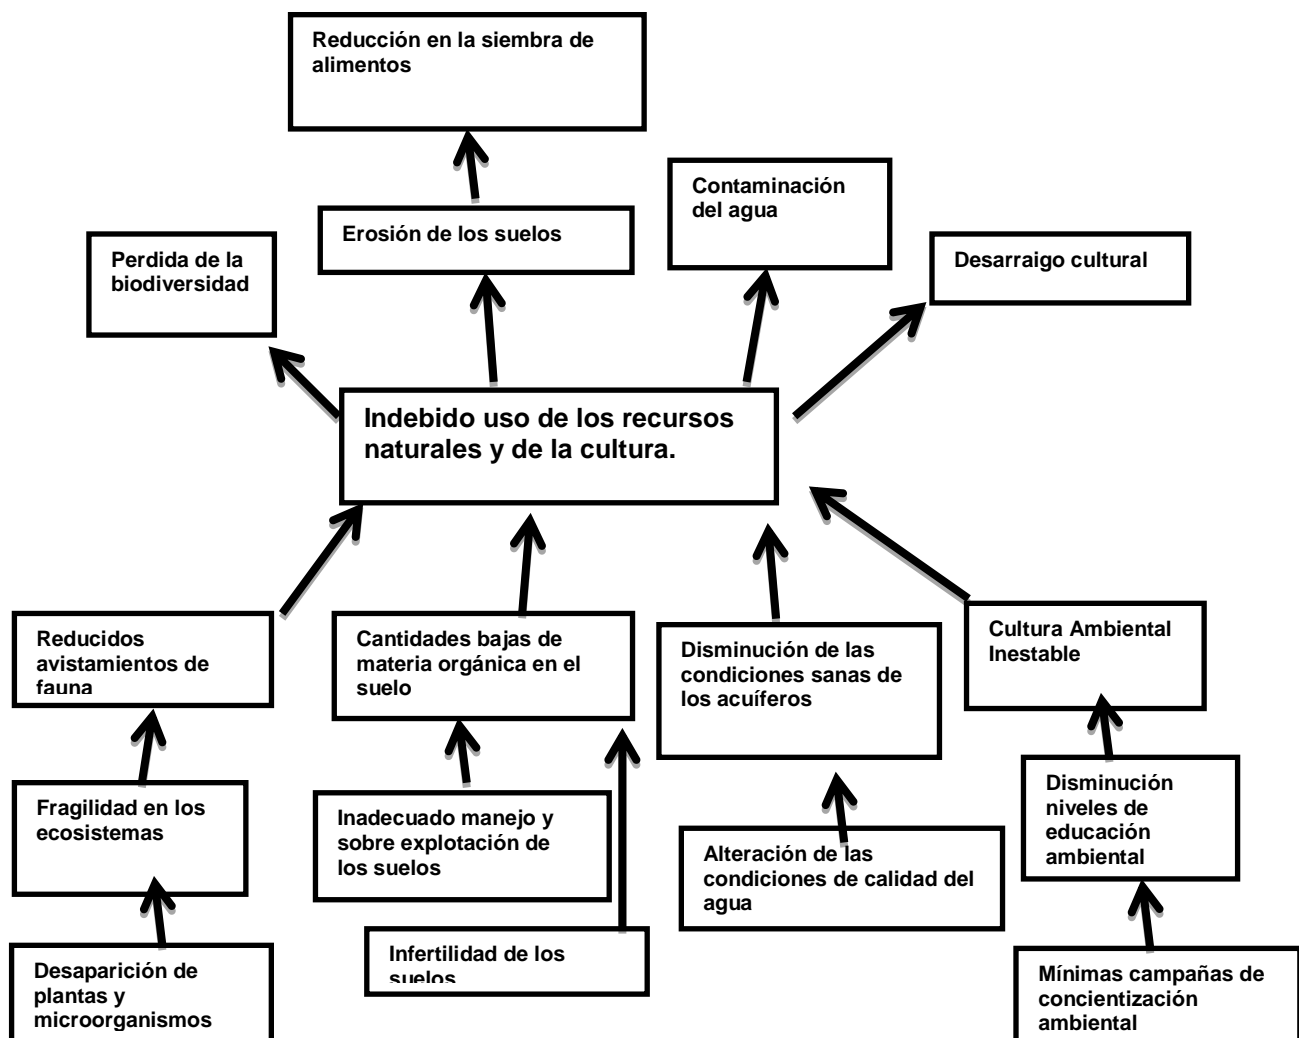 Reducción en la siembra de
alimentos
Contaminación
del agua
Erosión de los suelos
Perdida de la
biodiversidad
Desarraigo cultural
Indebido uso de los recursos
naturales y de la cultura.
Reducidos
avistamientos de
fauna
Cantidades bajas de
materia orgánica en el
suelo
Disminución de las
condiciones sanas de
los acuíferos
Cultura Ambiental
Inestable
Fragilidad en los
ecosistemas
Inadecuado manejo y
sobre explotación de
los suelos
Alteración de las
condiciones de calidad del
agua
Disminución
niveles de
educación
ambiental
Desaparición de
plantas y
microorganismos
Infertilidad de los
suelos
Mínimas campañas de
concientización
ambiental